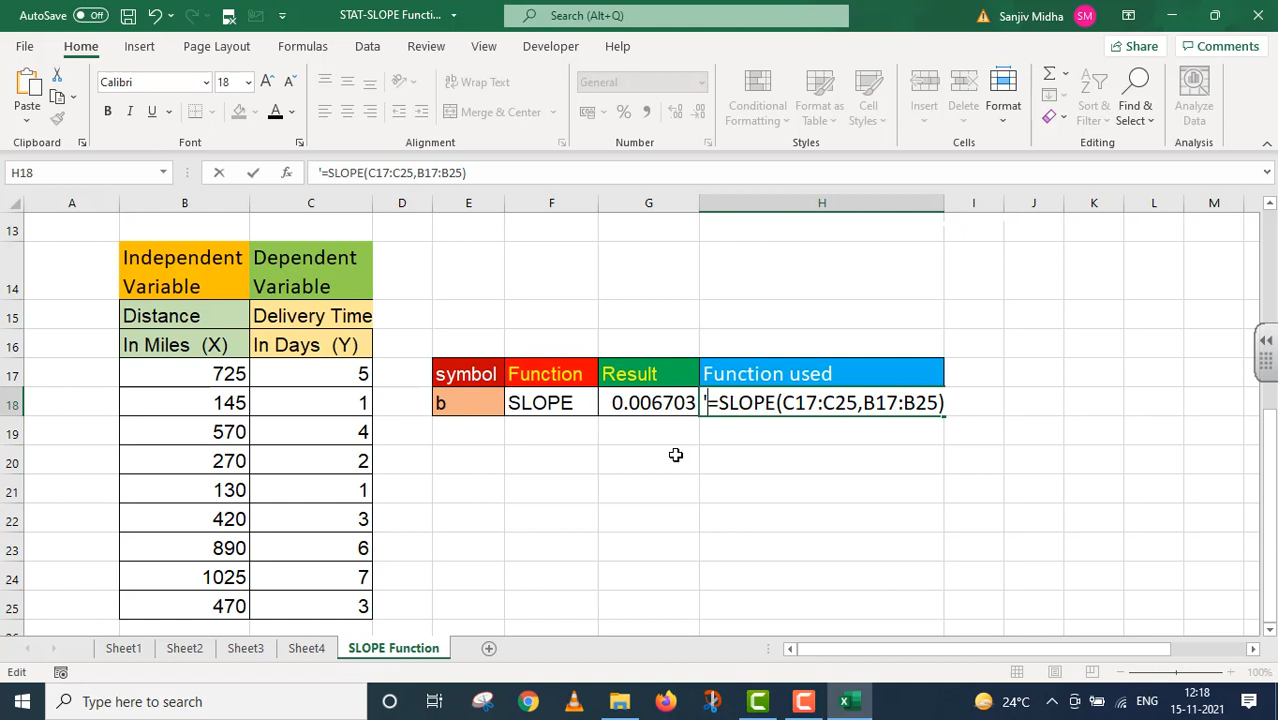 AutoSave Off STAT-SLOPE Functi... Search (Alt+Q) Sanjiv Midha SM
File Home Insert Page Layout Formulas Data Review View Developer Help Share Comments
Calibri 18 Wrap Text General
Paste B I U Merge & Center Conditional Formatting Format as Table Cell Styles Insert Delete Format Sort & Filter Find & Select Analyze Data
Clipboard Font Alignment Number Styles Cells Editing Analysis
H18 fx '=SLOPE(C17:C25,B17:B25)
A B C D E F G H I J K L M
13
14 Independent Variable Dependent Variable
15 Distance Delivery Time
16 In Miles (X) In Days (Y)
17 725 5 symbol Function Result Function used
18 145 1 b SLOPE 0.006703 '=SLOPE(C17:C25,B17:B25)
19 570 4
20 270 2
21 130 1
22 420 3
23 890 6
24 1025 7
25 470 3
Sheet1 Sheet2 Sheet3 Sheet4 SLOPE Function
Edit 100%
Type here to search 24°C ENG 12:18
15-11-2021